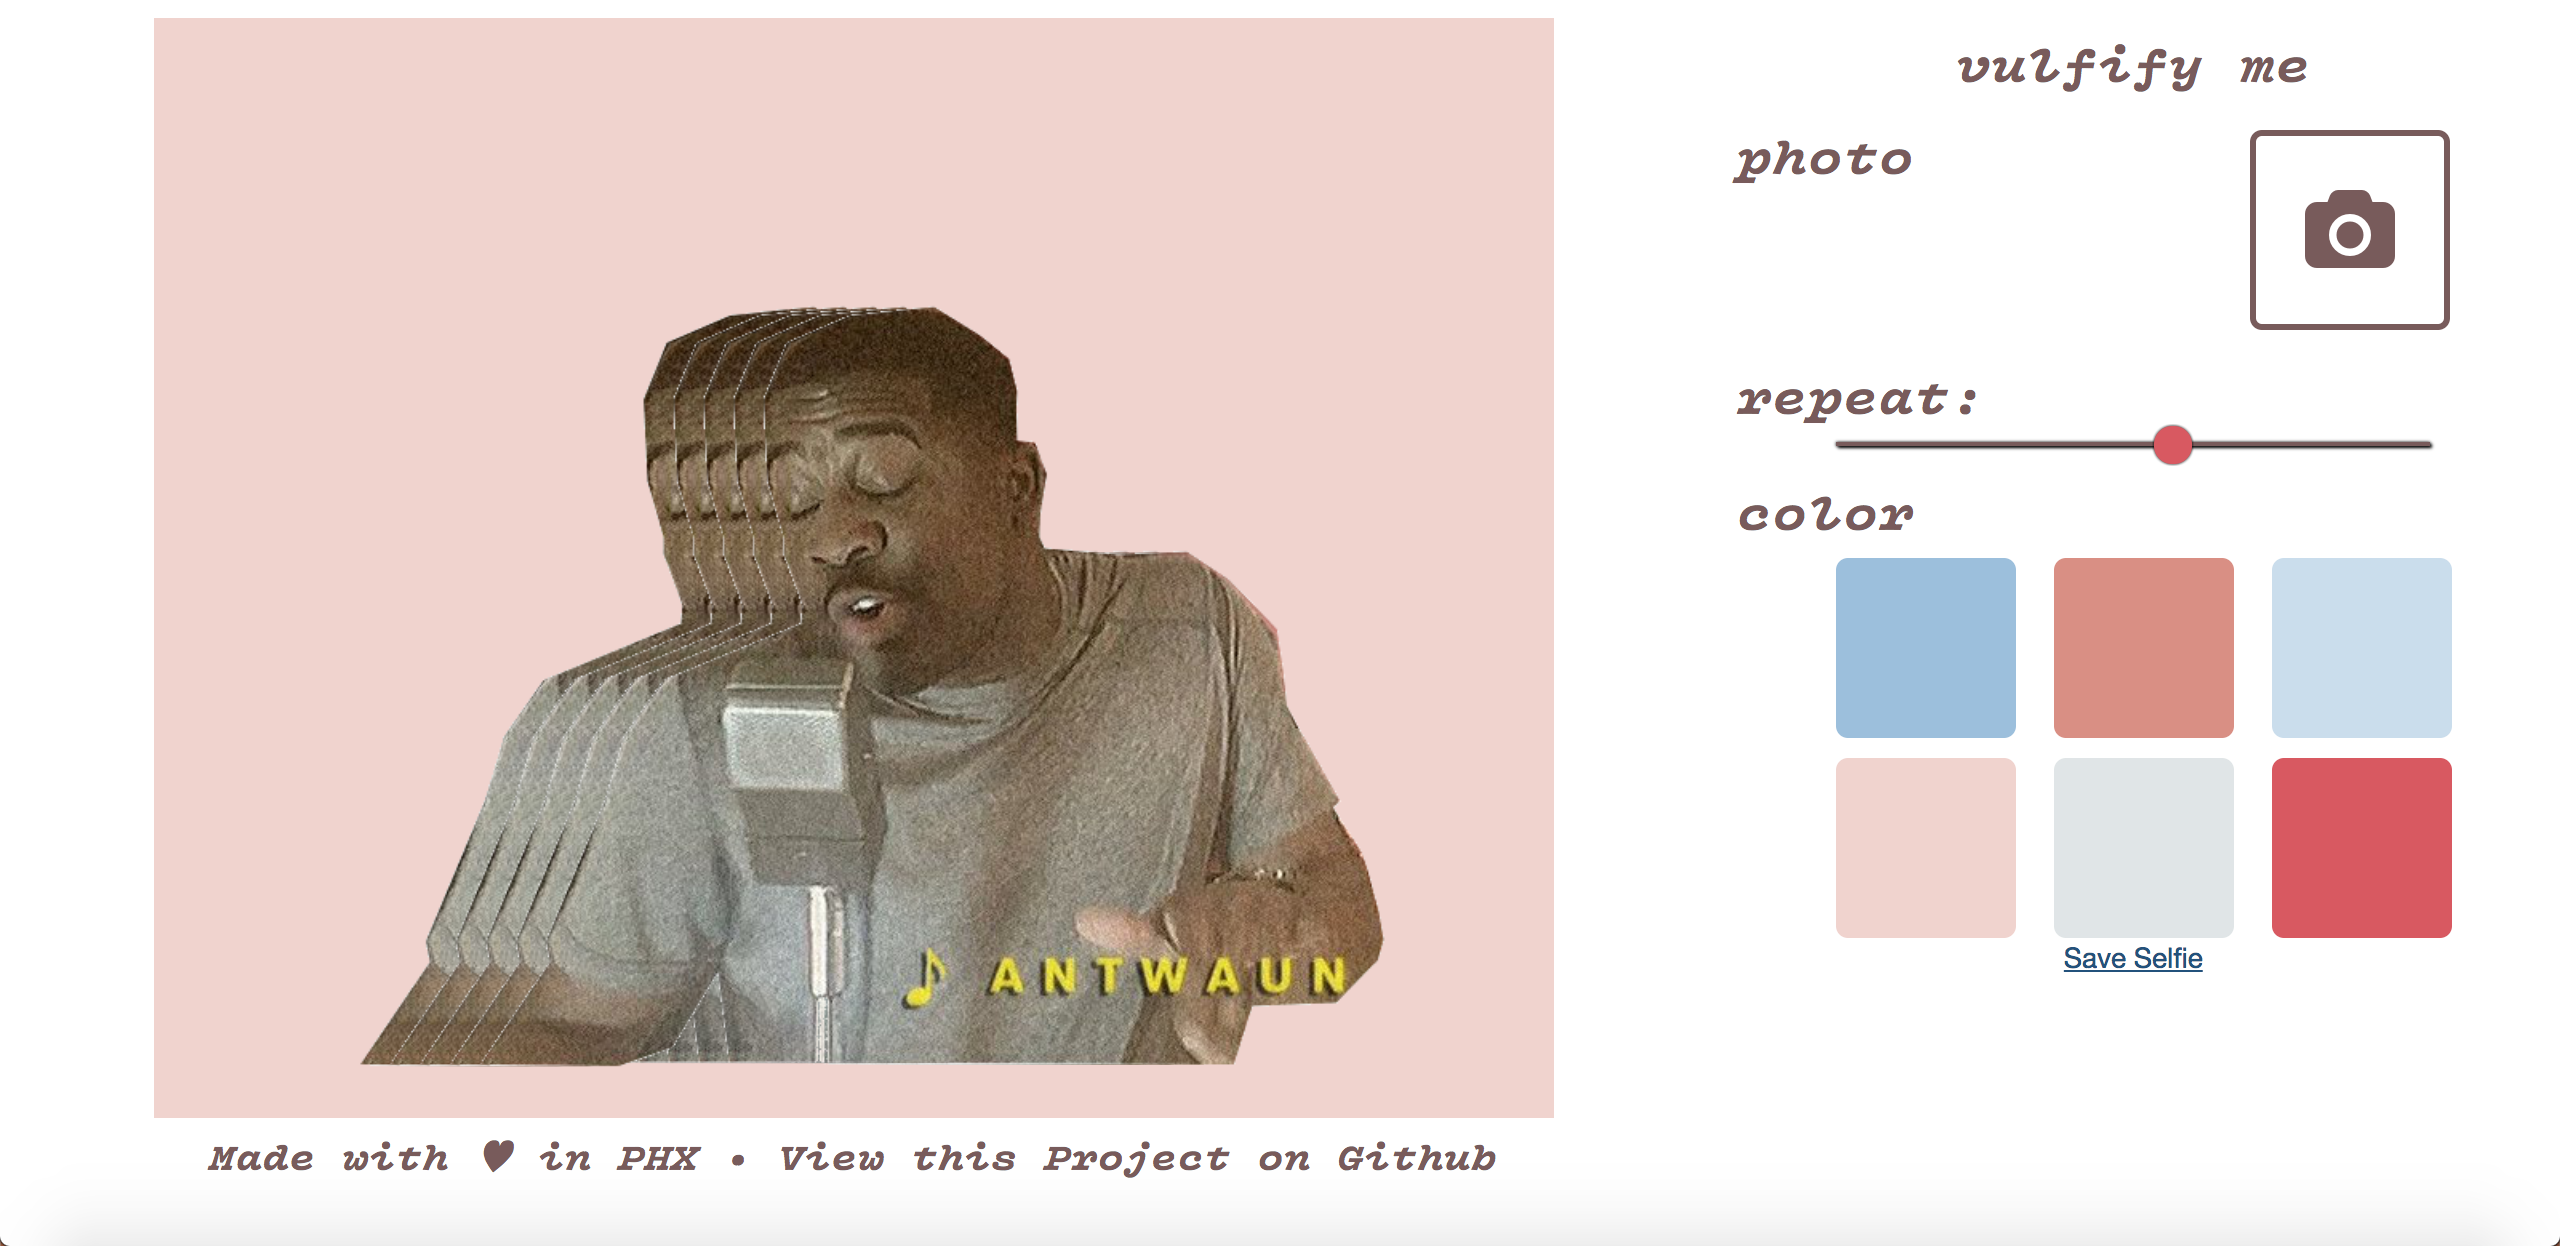 vulfify me
photo
repeat:
color
Save Selfie
♪ ANTWAUN
Made with ♥ in PHX • View this Project on Github